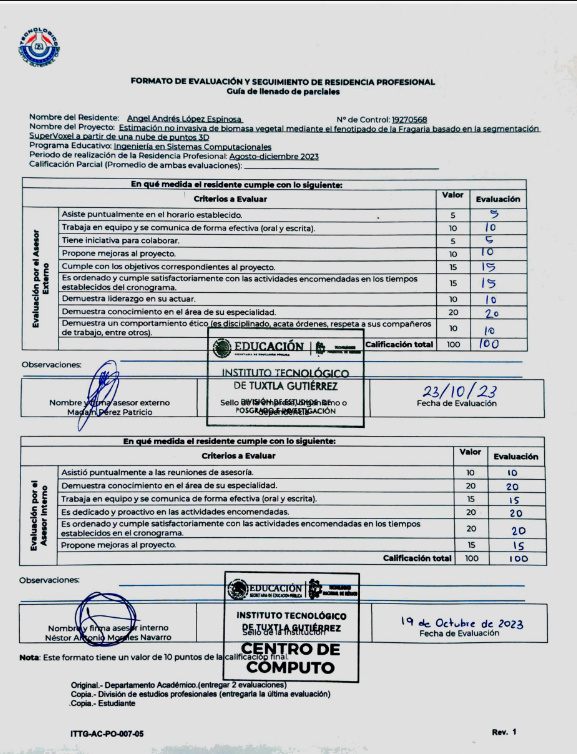 FORMATO DE EVALUACIÓN Y SEGUIMIENTO DE RESIDENCIA PROFESIONAL
Guía de llenado de parciales
Nombre del Residente: Angel Andrés López Espinosa N° de Control: 19270568
Nombre del Proyecto: Estimación no invasiva de biomasa vegetal mediante el fenotipado de la Fragaria basado en la segmentación
SuperVoxel a partir de una nube de puntos 3D
Programa Educativo: Ingeniería en Sistemas Computacionales
Periodo de realización de la Residencia Profesional: Agosto-diciembre 2023
Calificación Parcial (Promedio de ambas evaluaciones):
En qué medida el residente cumple con lo siguiente:
Criterios a Evaluar Valor Evaluación
Evaluación por el Asesor Externo
Asiste puntualmente en el horario establecido. 5 5
Trabaja en equipo y se comunica de forma efectiva (oral y escrita). 10 10
Tiene iniciativa para colaborar. 5 5
Propone mejoras al proyecto. 10 10
Cumple con los objetivos correspondientes al proyecto. 15 15
Es ordenado y cumple satisfactoriamente con las actividades encomendadas en los tiempos
establecidos del cronograma. 15 15
Demuestra liderazgo en su actuar. 10 10
Demuestra conocimiento en el área de su especialidad. 20 20
Demuestra un comportamiento ético (es disciplinado, acata órdenes, respeta a sus compañeros
de trabajo, entre otros). 10 10
Calificación total 100 100
EDUCACIÓN
INSTITUTO TECNOLÓGICO
DE TUXTLA GUTIÉRREZ
DIVISIÓN DE ESTUDIOS DE
POSGRADO E INVESTIGACIÓN
Observaciones:
Nombre y firma asesor externo
Pérez Patricio
23/10/23
Fecha de Evaluación
En qué medida el residente cumple con lo siguiente:
Criterios a Evaluar Valor Evaluación
Evaluación por el Asesor Interno
Asistió puntualmente a las reuniones de asesoría. 10 10
Demuestra conocimiento en el área de su especialidad. 20 20
Trabaja en equipo y se comunica de forma efectiva (oral y escrita). 15 15
Es dedicado y proactivo en las actividades encomendadas. 20 20
Es ordenado y cumple satisfactoriamente con las actividades encomendadas en los tiempos
establecidos en el cronograma. 20 20
Propone mejoras al proyecto. 15 15
Calificación total 100 100
Observaciones:
EDUCACIÓN
SECRETARÍA DE EDUCACIÓN PÚBLICA
TECNOLÓGICO
NACIONAL DE MÉXICO
INSTITUTO TECNOLÓGICO
DE TUXTLA GUTIÉRREZ
Sello de la Institución
CENTRO DE
CÓMPUTO
Nombre y firma asesor interno
Néstor Antonio Morales Navarro
19 de Octubre de 2023
Fecha de Evaluación
Nota: Este formato tiene un valor de 10 puntos de la calificación final.
Original.- Departamento Académico.(entregar 2 evaluaciones)
Copia.- División de estudios profesionales (entregarla la última evaluación)
Copia.- Estudiante
ITTG-AC-PO-007-05 Rev. 1